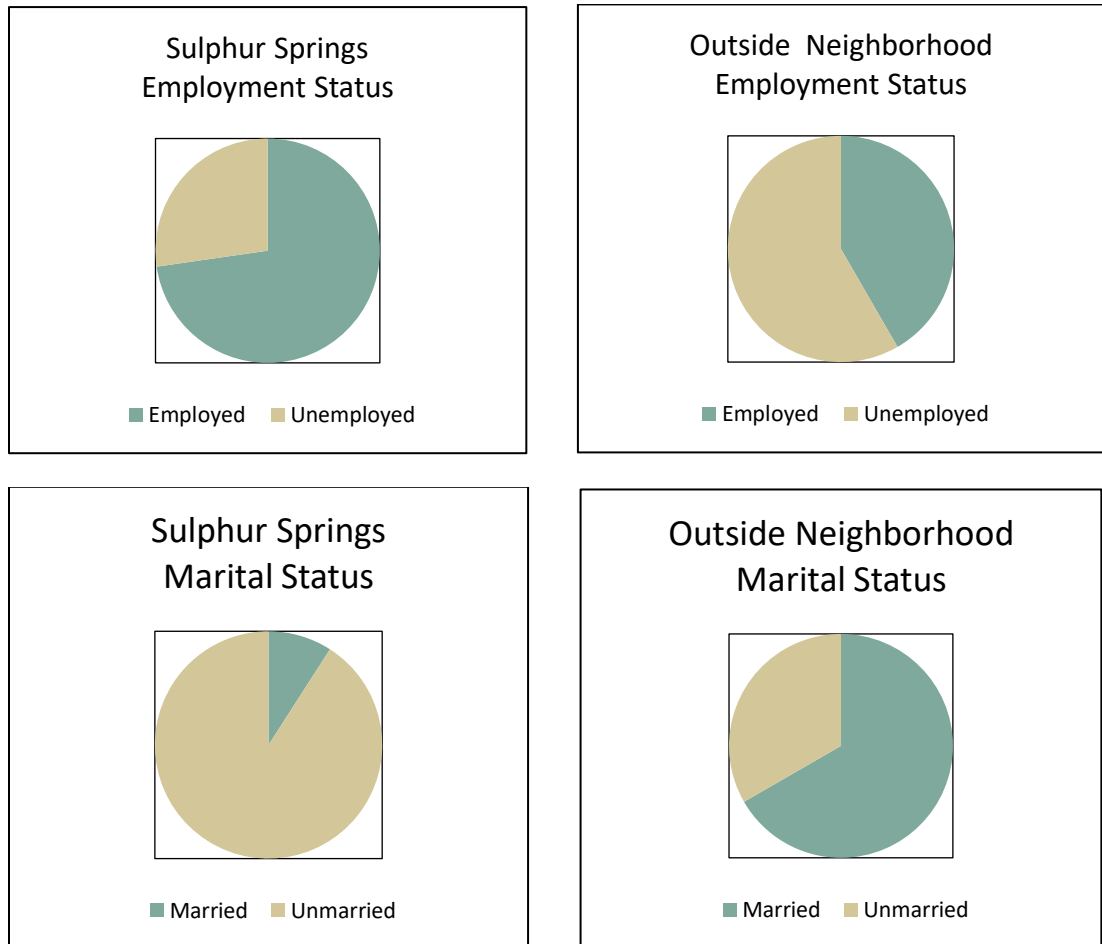 Sulphur Springs
Employment Status
Employed Unemployed
Outside Neighborhood
Employment Status
Employed Unemployed
Sulphur Springs
Marital Status
Married Unmarried
Outside Neighborhood
Marital Status
Married Unmarried